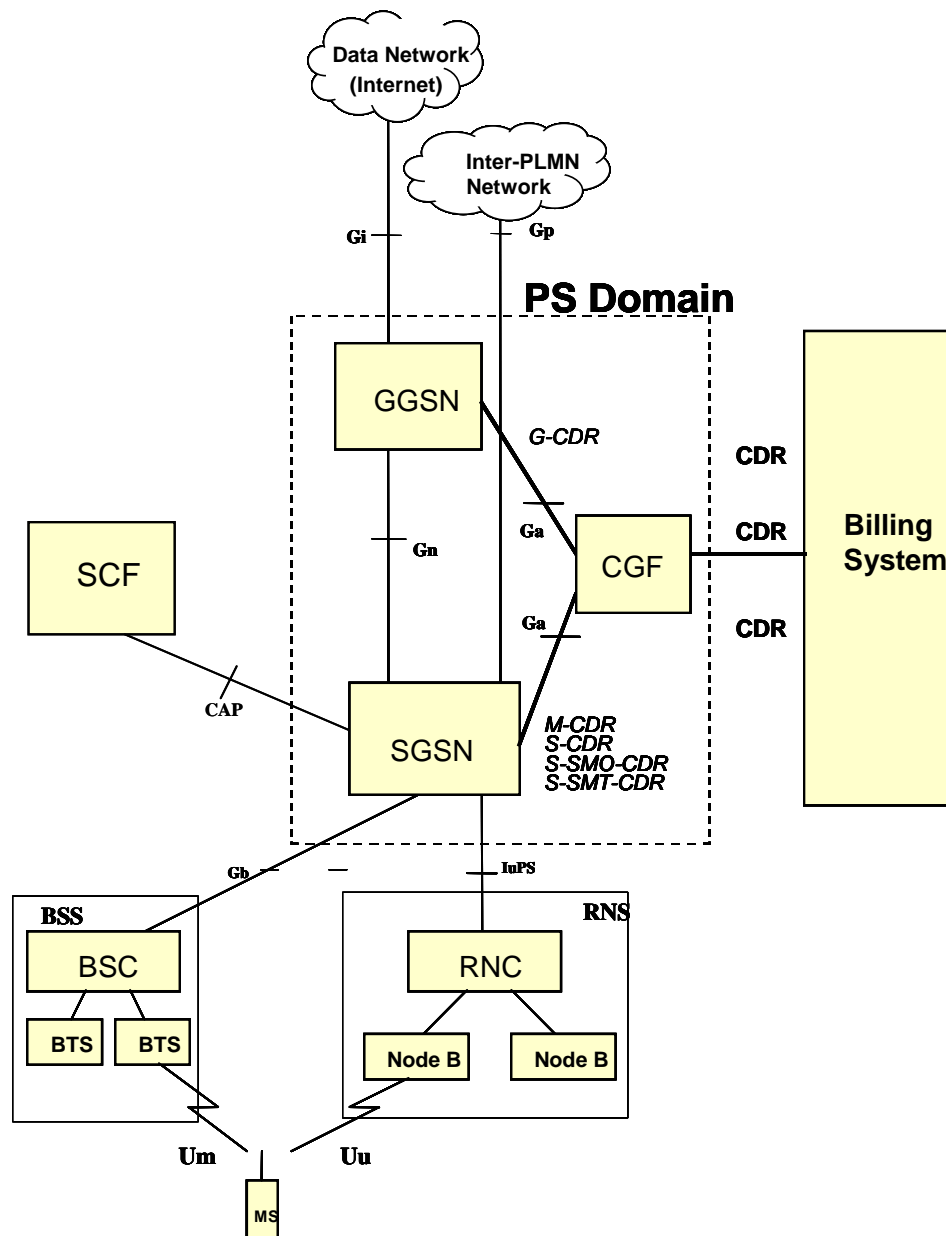 Data Network
(Internet)
Inter-PLMN
Network
Gi
Gp
PS Domain
GGSN
G-CDR
CDR
Ga
CDR
Billing
System
Gn
SCF
CGF
Ga
CDR
CAP
SGSN
M-CDR
S-CDR
S-SMO-CDR
S-SMT-CDR
Gb
IuPS
BSS
RNS
BSC
RNC
BTS
BTS
Node B
Node B
Um
Uu
MS